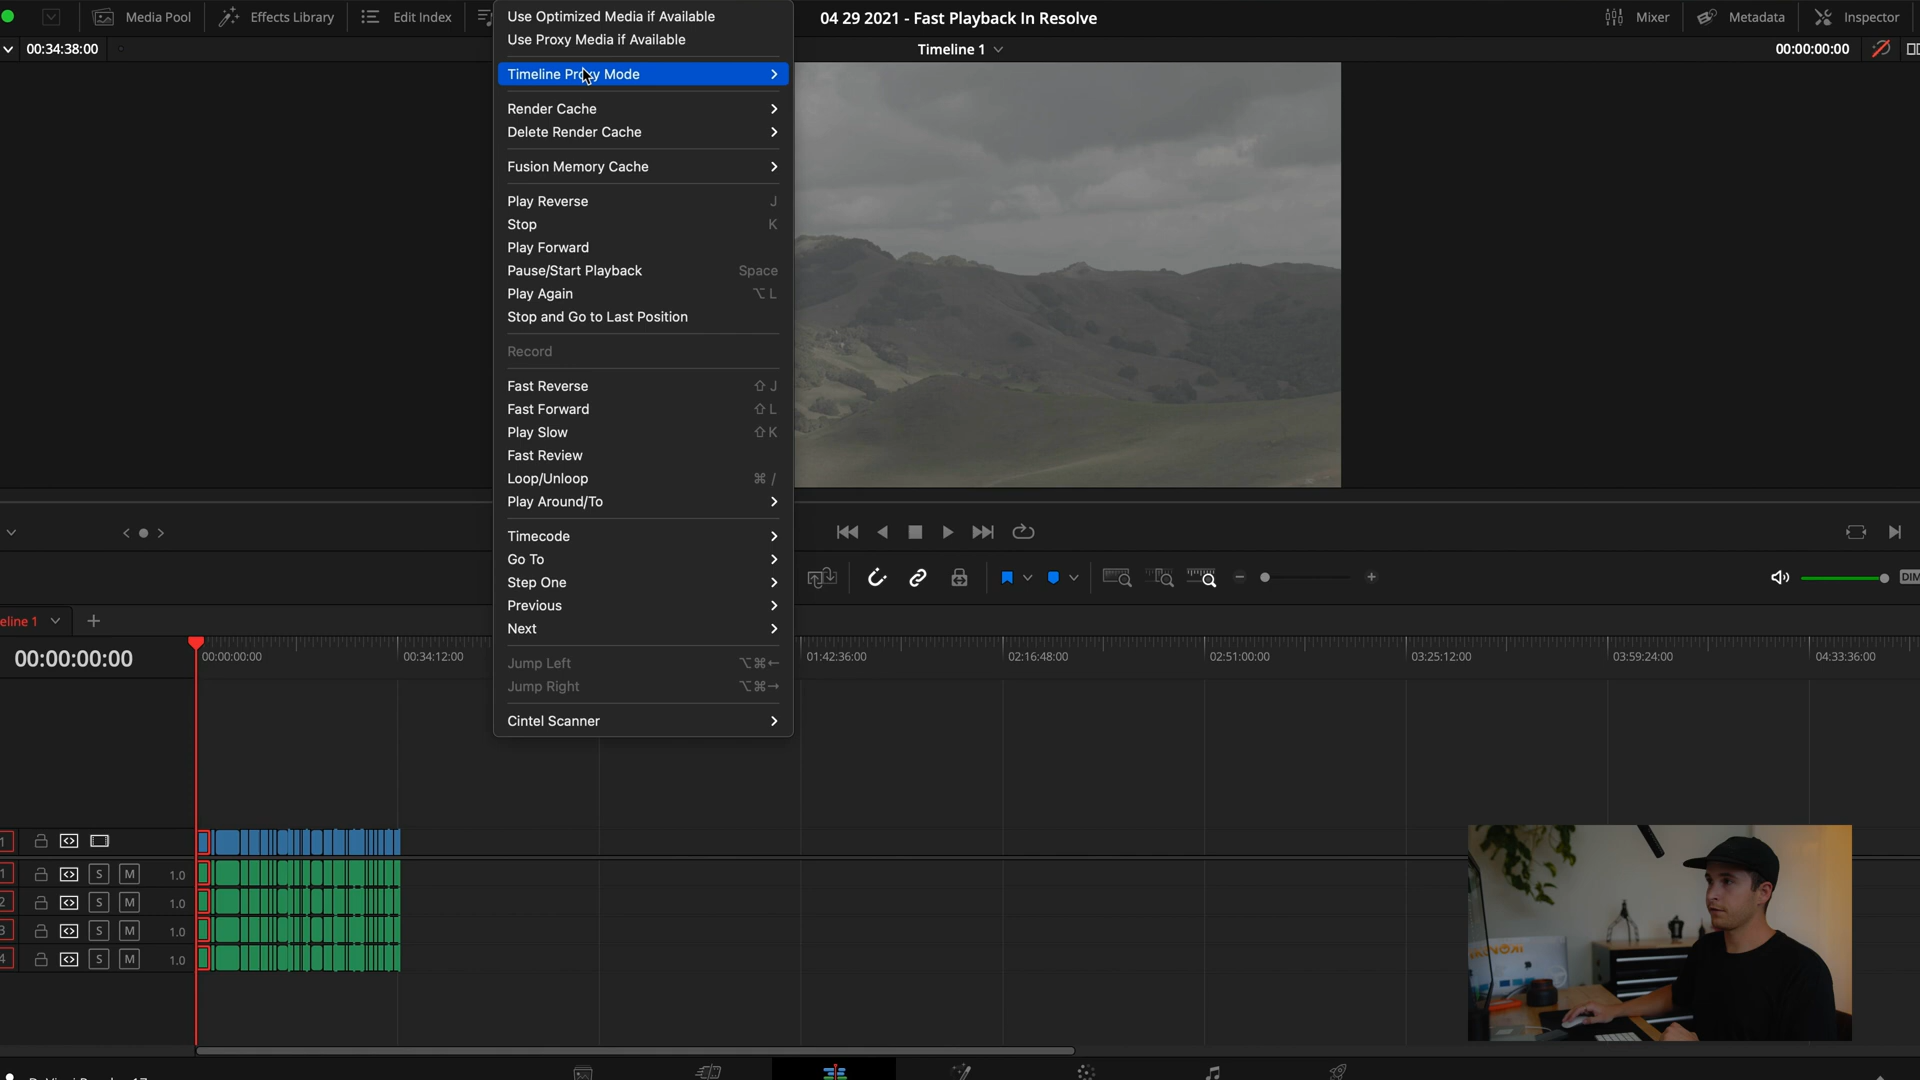 Media Pool
Effects Library
Edit Index
04 29 2021 - Fast Playback In Resolve
Mixer
Metadata
Inspector
00:34:38:00
Timeline 1
00:00:00:00
Use Optimized Media if Available
Use Proxy Media if Available
Timeline Proxy Mode
Render Cache
Delete Render Cache
Fusion Memory Cache
Play Reverse J
Stop K
Play Forward
Pause/Start Playback Space
Play Again ⌥ L
Stop and Go to Last Position
Record
Fast Reverse ⇧ J
Fast Forward ⇧ L
Play Slow ⇧ K
Fast Review
Loop/Unloop ⌘ /
Play Around/To
Timecode
Go To
Step One
Previous
Next
Jump Left ⌥⌘←
Jump Right ⌥⌘→
Cintel Scanner
DIM
eline 1
00:00:00:00
00:00:00:00
00:34:12:00
01:42:36:00
02:16:48:00
02:51:00:00
03:25:12:00
03:59:24:00
04:33:36:00
1
1 S M 1.0
2 S M 1.0
3 S M 1.0
4 S M 1.0